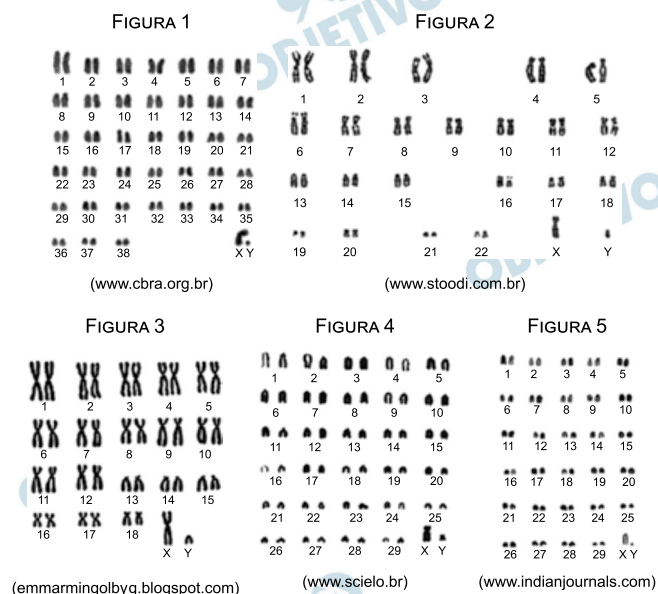 FIGURA 1
1 2 3 4 5 6 7
8 9 10 11 12 13 14
15 16 17 18 19 20 21
22 23 24 25 26 27 28
29 30 31 32 33 34 35
36 37 38 X Y
(www.cbra.org.br)
FIGURA 2
1 2 3 4 5
6 7 8 9 10 11 12
13 14 15 16 17 18
19 20 21 22 X Y
(www.stoodi.com.br)
FIGURA 3
1 2 3 4 5
6 7 8 9 10
11 12 13 14 15
16 17 18 X Y
(emmarmingolbyg.blogspot.com)
FIGURA 4
1 2 3 4 5
6 7 8 9 10
11 12 13 14 15
16 17 18 19 20
21 22 23 24 25
26 27 28 29 X Y
(www.scielo.br)
FIGURA 5
1 2 3 4 5
6 7 8 9 10
11 12 13 14 15
16 17 18 19 20
21 22 23 24 25
26 27 28 29 X Y
(www.indianjournals.com)
OBJETIVO